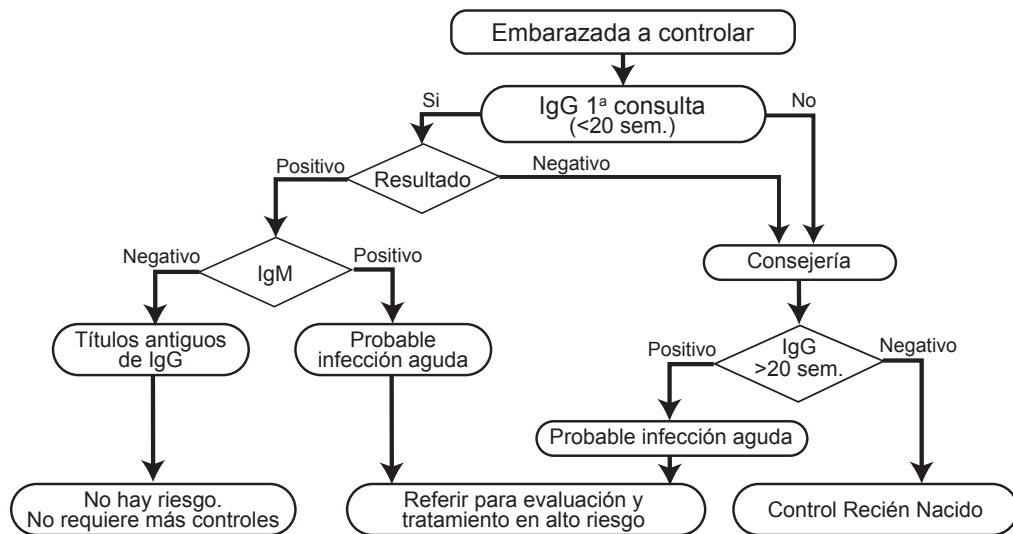 Embarazada a controlar
Si
IgG 1ª consulta
(<20 sem.)
No
Positivo
Resultado
Negativo
Negativo
IgM
Positivo
Consejería
Títulos antiguos
de IgG
Probable
infección aguda
Positivo
IgG
>20 sem.
Negativo
Probable infección aguda
No hay riesgo.
No requiere más controles
Referir para evaluación y
tratamiento en alto riesgo
Control Recién Nacido